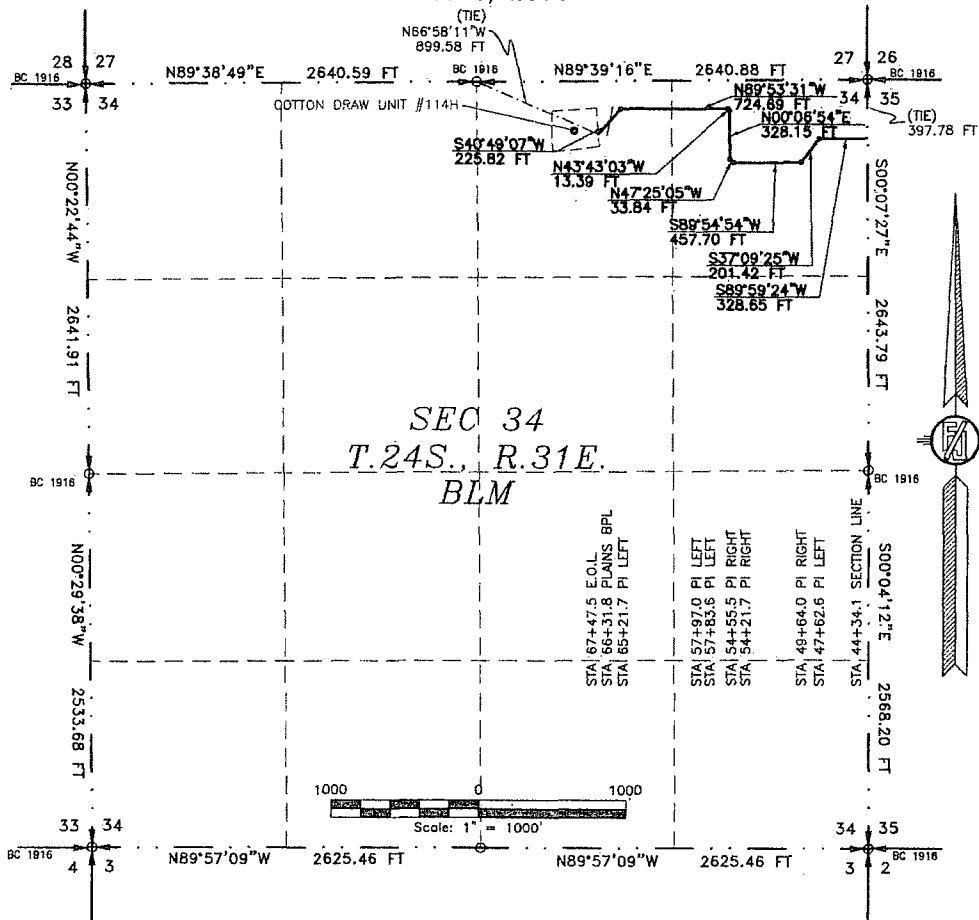 (TIE)
N66°58'11"W
899.58 FT
28 27
BC 1916
33 34
N89°38'49"E 2640.59 FT
BC 1916
N89°39'16"E 2640.88 FT
27 26
BC 1916
34 35
(TIE)
397.78 FT
COTTON DRAW UNIT #114H
N89°53'31"W
724.69 FT
N00°06'54"E
328.15 FT
S40°49'07"W
225.82 FT
N43°43'03"W
13.39 FT
N47°25'05"W
33.84 FT
S89°54'54"W
457.70 FT
S37°09'25"W
201.42 FT
S89°59'24"W
328.65 FT
N00°22'44"W
2641.91 FT
S00°07'27"E
2643.79 FT
SEC 34
T.24S., R.31E.
BLM
BC 1916
BC 1916
STA 67+47.5 E.O.L.
STA 66+31.8 PLAINS BPL
STA 65+21.7 PI LEFT
STA 57+97.0 PI LEFT
STA 57+83.6 PI LEFT
STA 54+55.5 PI RIGHT
STA 54+21.7 PI RIGHT
STA 49+64.0 PI RIGHT
STA 47+62.6 PI LEFT
STA 44+34.1 SECTION LINE
N00°29'38"W
2533.68 FT
S00°04'12"E
2568.20 FT
1000 0 1000
Scale: 1" = 1000'
33 34
BC 1916
4 3
N89°57'09"W 2625.46 FT
N89°57'09"W 2625.46 FT
34 35
BC 1916
3 2